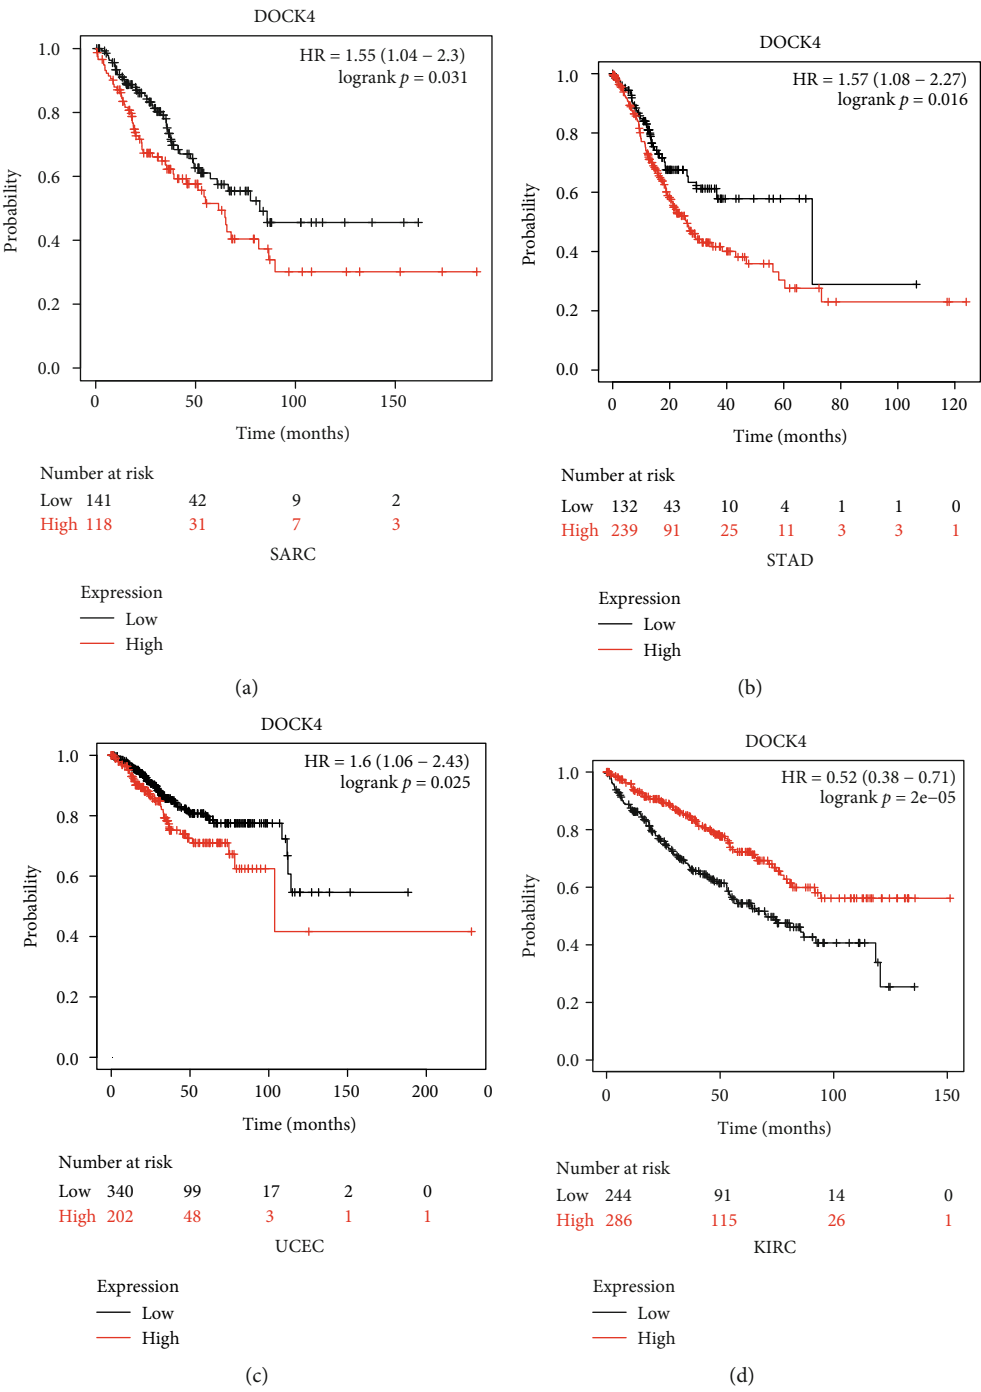 DOCK4
HR = 1.55 (1.04 − 2.3)
logrank p = 0.031
Probability
1.0
0.8
0.6
0.4
0.2
0.0
0 50 100 150
Time (months)
Number at risk
Low 141 42 9 2
High 118 31 7 3
SARC
Expression
Low
High
(a)
DOCK4
HR = 1.57 (1.08 − 2.27)
logrank p = 0.016
Probability
1.0
0.8
0.6
0.4
0.2
0.0
0 20 40 60 80 100 120
Time (months)
Number at risk
Low 132 43 10 4 1 1 0
High 239 91 25 11 3 3 1
STAD
Expression
Low
High
(b)
DOCK4
HR = 1.6 (1.06 − 2.43)
logrank p = 0.025
Probability
1.0
0.8
0.6
0.4
0.2
0.0
0 50 100 150 200 0
Time (months)
Number at risk
Low 340 99 17 2 0
High 202 48 3 1 1
UCEC
Expression
Low
High
(c)
DOCK4
HR = 0.52 (0.38 − 0.71)
logrank p = 2e−05
Probability
1.0
0.8
0.6
0.4
0.2
0.0
0 50 100 150
Time (months)
Number at risk
Low 244 91 14 0
High 286 115 26 1
KIRC
Expression
Low
High
(d)